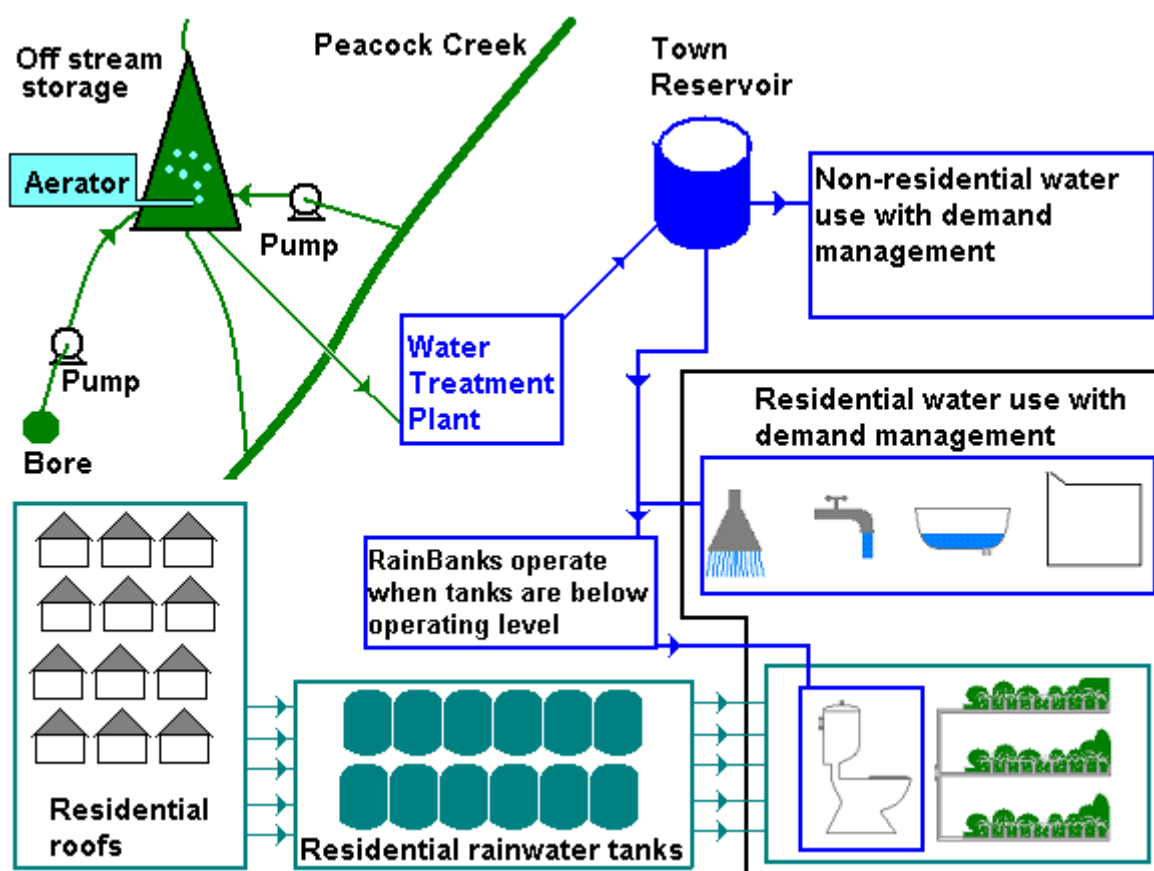 Peacock Creek
Off stream
storage
Aerator
Pump
Pump
Bore
Town
Reservoir
Non-residential water
use with demand
management
Water
Treatment
Plant
Residential water use with
demand management
RainBanks operate
when tanks are below
operating level
Residential
roofs
Residential rainwater tanks